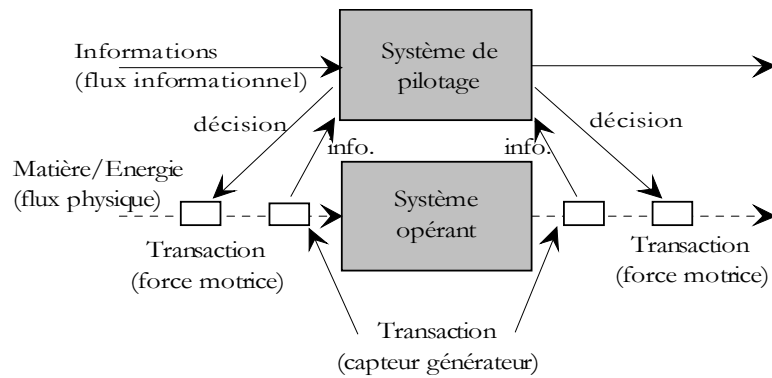 Informations
(flux informationnel)
Système de
pilotage
décision
décision
info.
info.
Matière/Energie
(flux physique)
Système
opérant
Transaction
(force motrice)
Transaction
(force motrice)
Transaction
(capteur générateur)